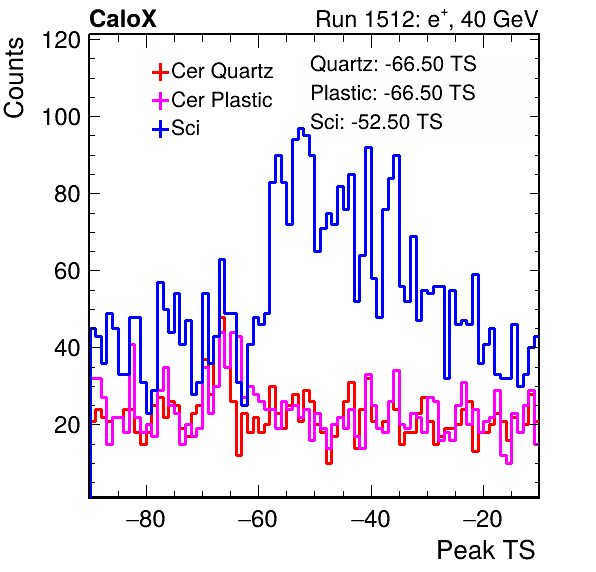 CaloX Run 1512: e+, 40 GeV
Counts
120
100
80
60
40
20
Cer Quartz
Cer Plastic
Sci
Quartz: -66.50 TS
Plastic: -66.50 TS
Sci: -52.50 TS
−80 −60 −40 −20
Peak TS